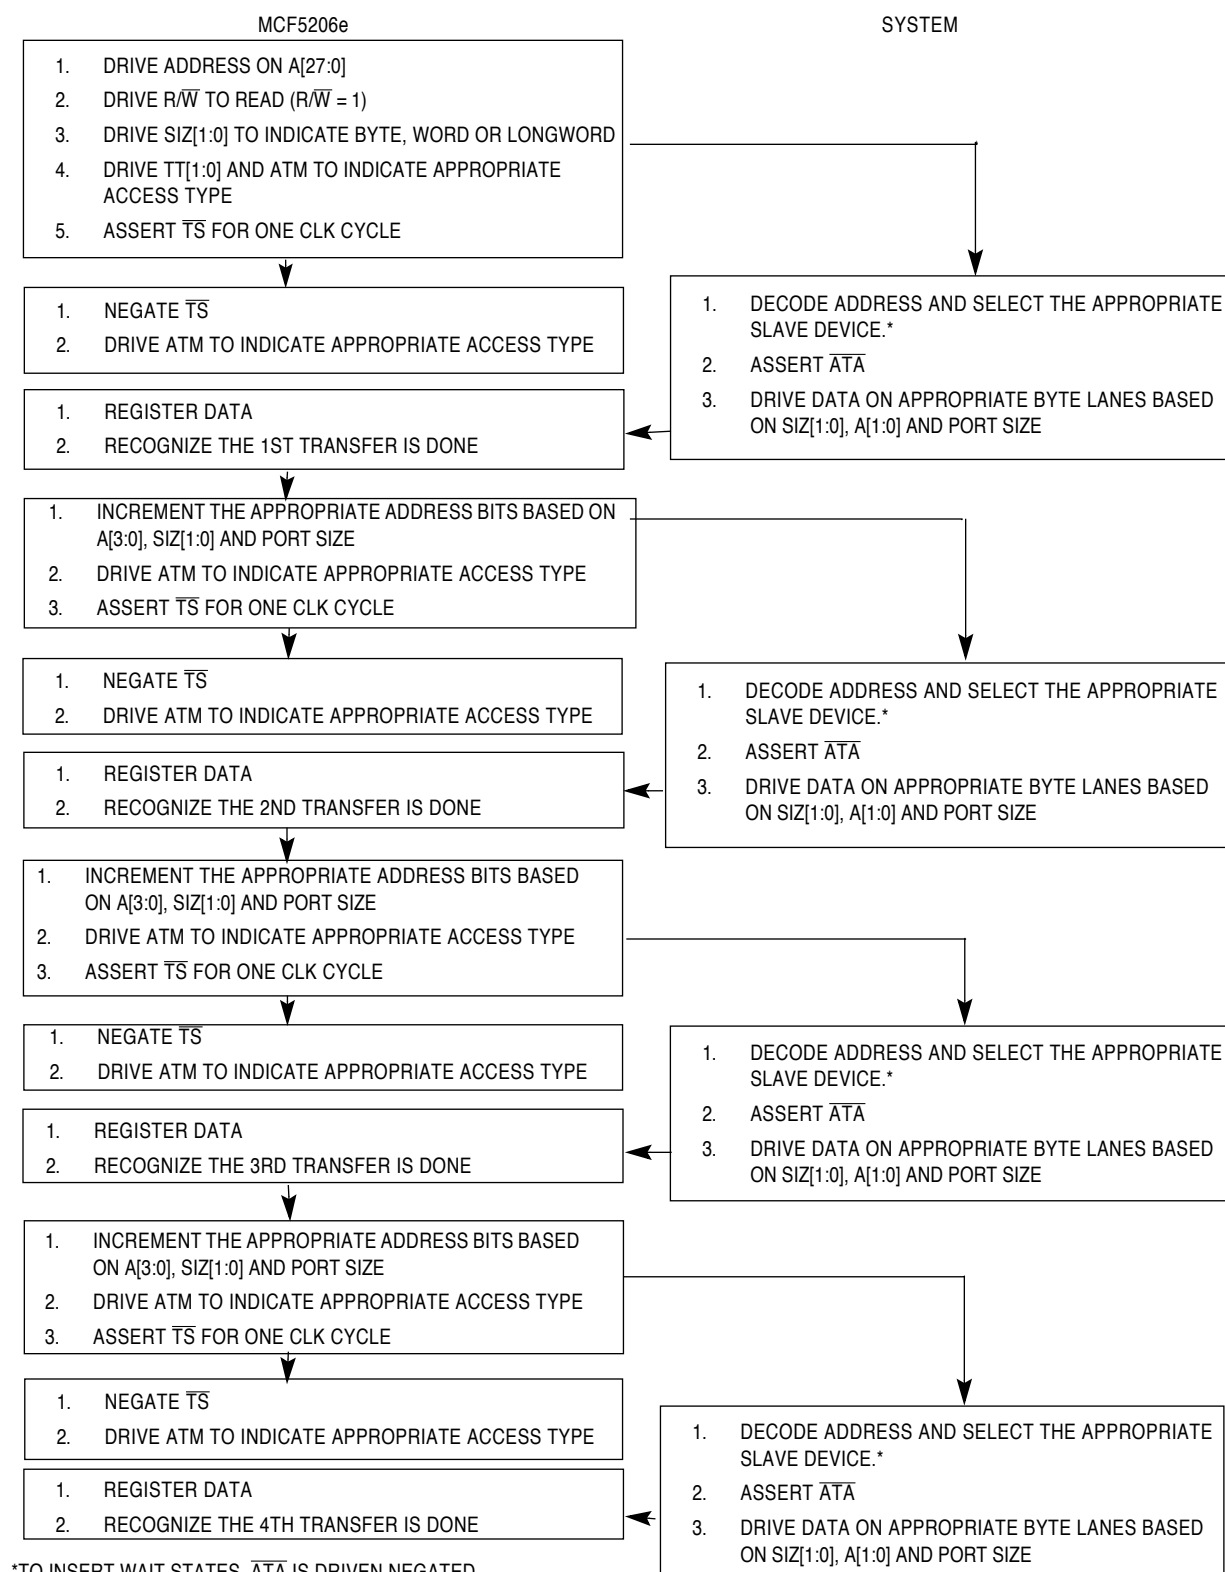 MCF5206e
SYSTEM
1. DRIVE ADDRESS ON A[27:0]
2. DRIVE R/W̅ TO READ (R/W̅ = 1)
3. DRIVE SIZ[1:0] TO INDICATE BYTE, WORD OR LONGWORD
4. DRIVE TT[1:0] AND ATM TO INDICATE APPROPRIATE
ACCESS TYPE
5. ASSERT T̅S̅ FOR ONE CLK CYCLE
1. NEGATE T̅S̅
2. DRIVE ATM TO INDICATE APPROPRIATE ACCESS TYPE
1. DECODE ADDRESS AND SELECT THE APPROPRIATE
SLAVE DEVICE.*
2. ASSERT A̅T̅A̅
3. DRIVE DATA ON APPROPRIATE BYTE LANES BASED
ON SIZ[1:0], A[1:0] AND PORT SIZE
1. REGISTER DATA
2. RECOGNIZE THE 1ST TRANSFER IS DONE
1. INCREMENT THE APPROPRIATE ADDRESS BITS BASED ON
A[3:0], SIZ[1:0] AND PORT SIZE
2. DRIVE ATM TO INDICATE APPROPRIATE ACCESS TYPE
3. ASSERT T̅S̅ FOR ONE CLK CYCLE
1. NEGATE T̅S̅
2. DRIVE ATM TO INDICATE APPROPRIATE ACCESS TYPE
1. DECODE ADDRESS AND SELECT THE APPROPRIATE
SLAVE DEVICE.*
2. ASSERT A̅T̅A̅
3. DRIVE DATA ON APPROPRIATE BYTE LANES BASED
ON SIZ[1:0], A[1:0] AND PORT SIZE
1. REGISTER DATA
2. RECOGNIZE THE 2ND TRANSFER IS DONE
1. INCREMENT THE APPROPRIATE ADDRESS BITS BASED
ON A[3:0], SIZ[1:0] AND PORT SIZE
2. DRIVE ATM TO INDICATE APPROPRIATE ACCESS TYPE
3. ASSERT T̅S̅ FOR ONE CLK CYCLE
1. NEGATE T̅S̅
2. DRIVE ATM TO INDICATE APPROPRIATE ACCESS TYPE
1. DECODE ADDRESS AND SELECT THE APPROPRIATE
SLAVE DEVICE.*
2. ASSERT A̅T̅A̅
3. DRIVE DATA ON APPROPRIATE BYTE LANES BASED
ON SIZ[1:0], A[1:0] AND PORT SIZE
1. REGISTER DATA
2. RECOGNIZE THE 3RD TRANSFER IS DONE
1. INCREMENT THE APPROPRIATE ADDRESS BITS BASED
ON A[3:0], SIZ[1:0] AND PORT SIZE
2. DRIVE ATM TO INDICATE APPROPRIATE ACCESS TYPE
3. ASSERT T̅S̅ FOR ONE CLK CYCLE
1. NEGATE T̅S̅
2. DRIVE ATM TO INDICATE APPROPRIATE ACCESS TYPE
1. DECODE ADDRESS AND SELECT THE APPROPRIATE
SLAVE DEVICE.*
2. ASSERT A̅T̅A̅
3. DRIVE DATA ON APPROPRIATE BYTE LANES BASED
ON SIZ[1:0], A[1:0] AND PORT SIZE
1. REGISTER DATA
2. RECOGNIZE THE 4TH TRANSFER IS DONE
*TO INSERT WAIT STATES, A̅T̅A̅ IS DRIVEN NEGATED